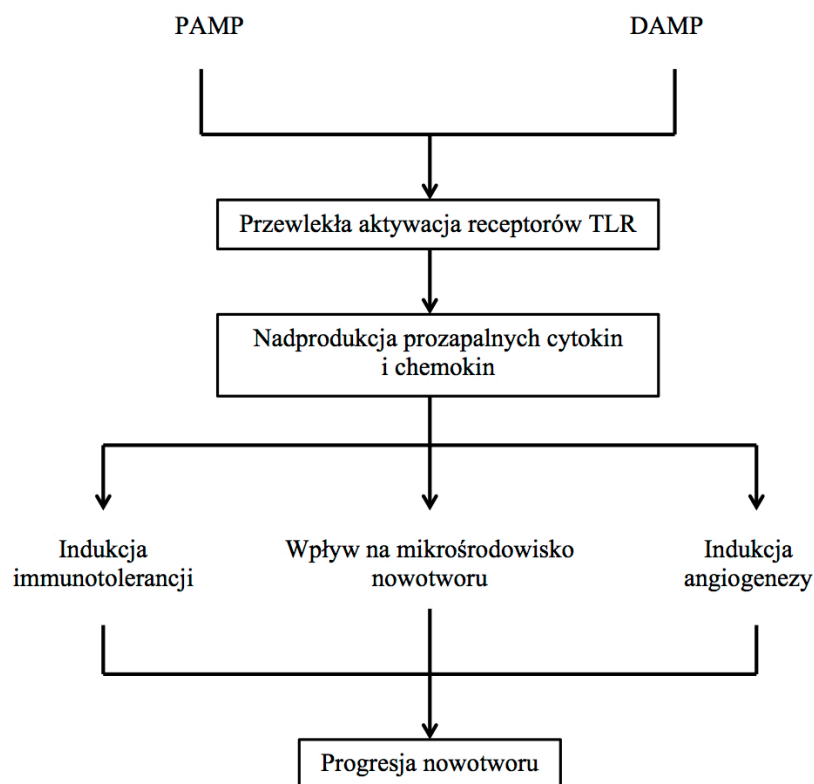 PAMP
DAMP
Przewlekła aktywacja receptorów TLR
Nadprodukcja prozapalnych cytokin
i chemokin
Indukcja
immunotolerancji
Wpływ na mikrośrodowisko
nowotworu
Indukcja
angiogenezy
Progresja nowotworu